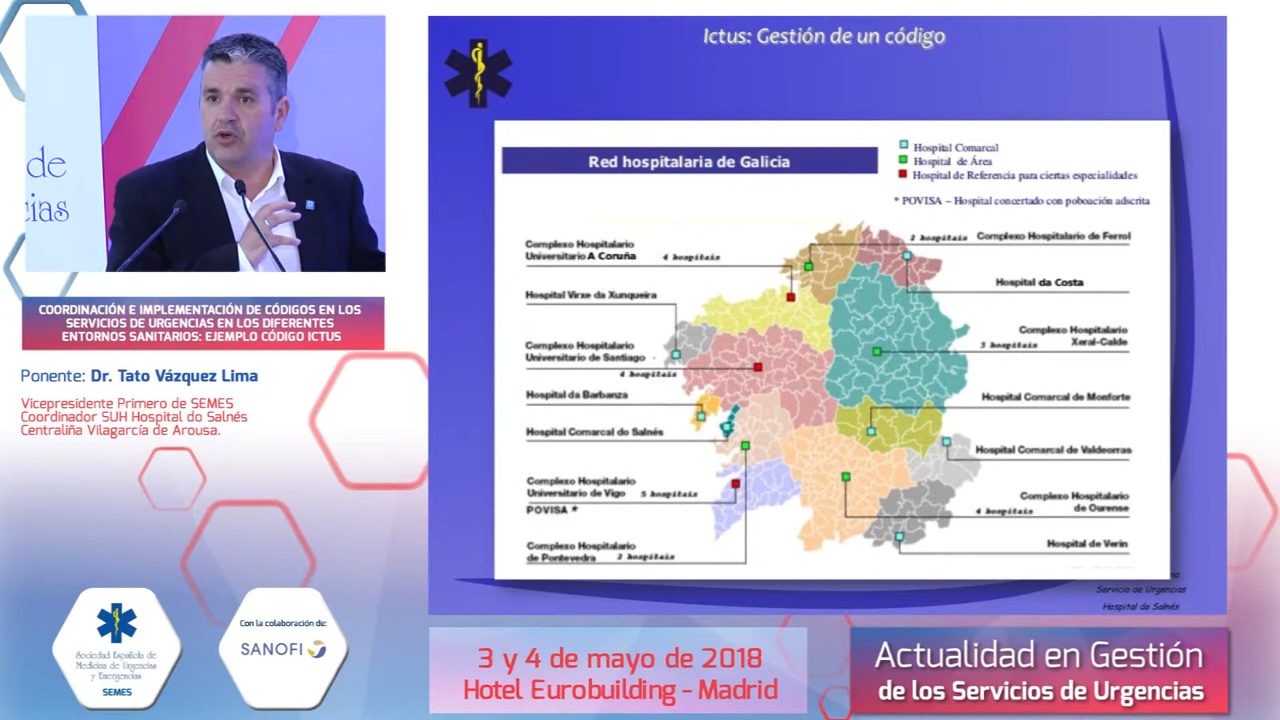 de
cias
COORDINACIÓN E IMPLEMENTACIÓN DE CÓDIGOS EN LOS
SERVICIOS DE URGENCIAS EN LOS DIFERENTES
ENTORNOS SANITARIOS: EJEMPLO CÓDIGO ICTUS
Ponente: Dr. Tato Vázquez Lima
Vicepresidente Primero de SEMES
Coordinador SUH Hospital do Salnés
Centraliña Vilagarcía de Arousa.
Sociedad Española de
Medicina de Urgencias
y Emergencias
SEMES
Con la colaboración de:
SANOFI
Ictus: Gestión de un código
Red hospitalaria de Galicia
Hospital Comarcal
Hospital de Área
Hospital de Referencia para ciertas especialidades
* POVISA – Hospital concertado con poboación adscrita
Complexo Hospitalario
Universitario A Coruña 4 hospitais
Hospital Virxe da Xunqueira
Complexo Hospitalario
Universitario de Santiago
4 hospitais
Hospital da Barbanza
Hospital Comarcal do Salnés
Complexo Hospitalario
Universitario de Vigo 5 hospitais
POVISA *
Complexo Hospitalario
de Pontevedra 2 hospitais
2 hospitais Complexo Hospitalario de Ferrol
Hospital da Costa
Complexo Hospitalario
3 hospitais Xeral-Calde
Hospital Comarcal de Monforte
Hospital Comarcal de Valdeorras
Complexo Hospitalario
4 hospitais de Ourense
Hospital de Verín
Servicio de Urgencias
Hospital de Salnés
3 y 4 de mayo de 2018
Hotel Eurobuilding – Madrid
Actualidad en Gestión
de los Servicios de Urgencias